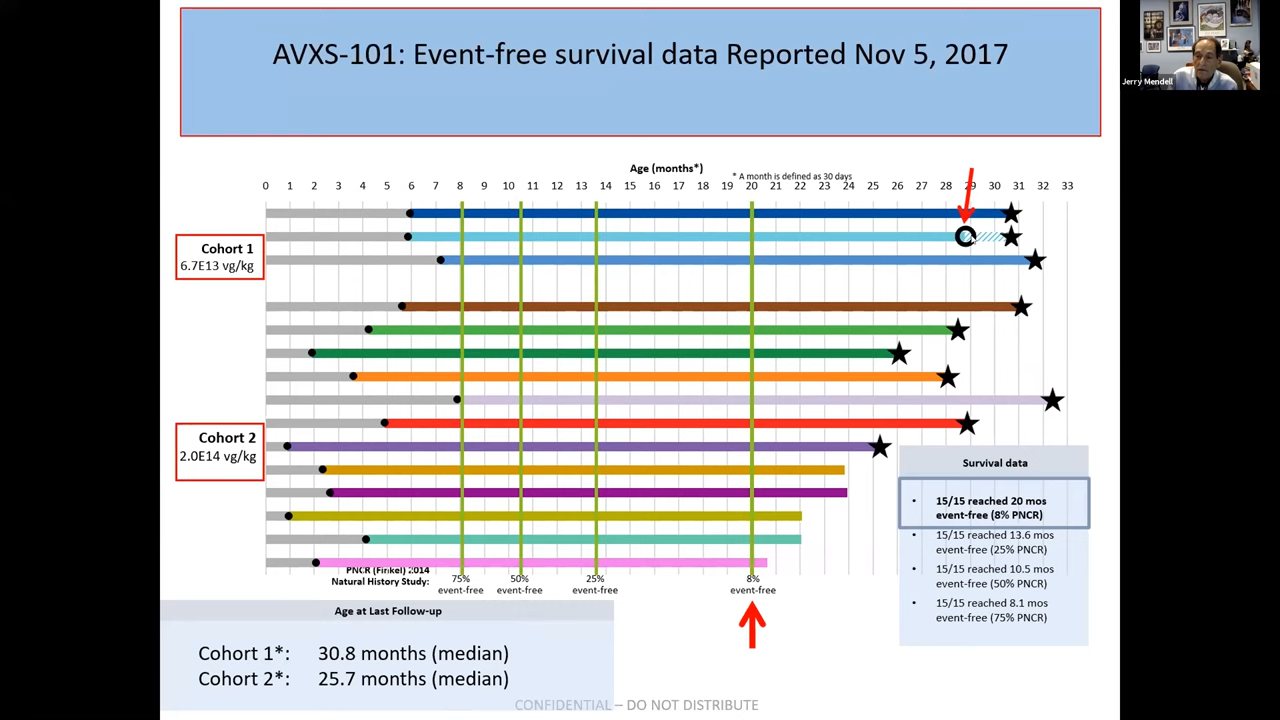 AVXS-101: Event-free survival data Reported Nov 5, 2017
Jerry Mendell
Age (months*)
* A month is defined as 30 days
0 1 2 3 4 5 6 7 8 9 10 11 12 13 14 15 16 17 18 19 20 21 22 23 24 25 26 27 28 29 30 31 32 33
Cohort 1
6.7E13 vg/kg
Cohort 2
2.0E14 vg/kg
PNCR (Finkel) 2014
Natural History Study:
75%
event-free
50%
event-free
25%
event-free
8%
event-free
Survival data
• 15/15 reached 20 mos
event-free (8% PNCR)
• 15/15 reached 13.6 mos
event-free (25% PNCR)
• 15/15 reached 10.5 mos
event-free (50% PNCR)
• 15/15 reached 8.1 mos
event-free (75% PNCR)
Age at Last Follow-up
Cohort 1*: 30.8 months (median)
Cohort 2*: 25.7 months (median)
CONFIDENTIAL – DO NOT DISTRIBUTE